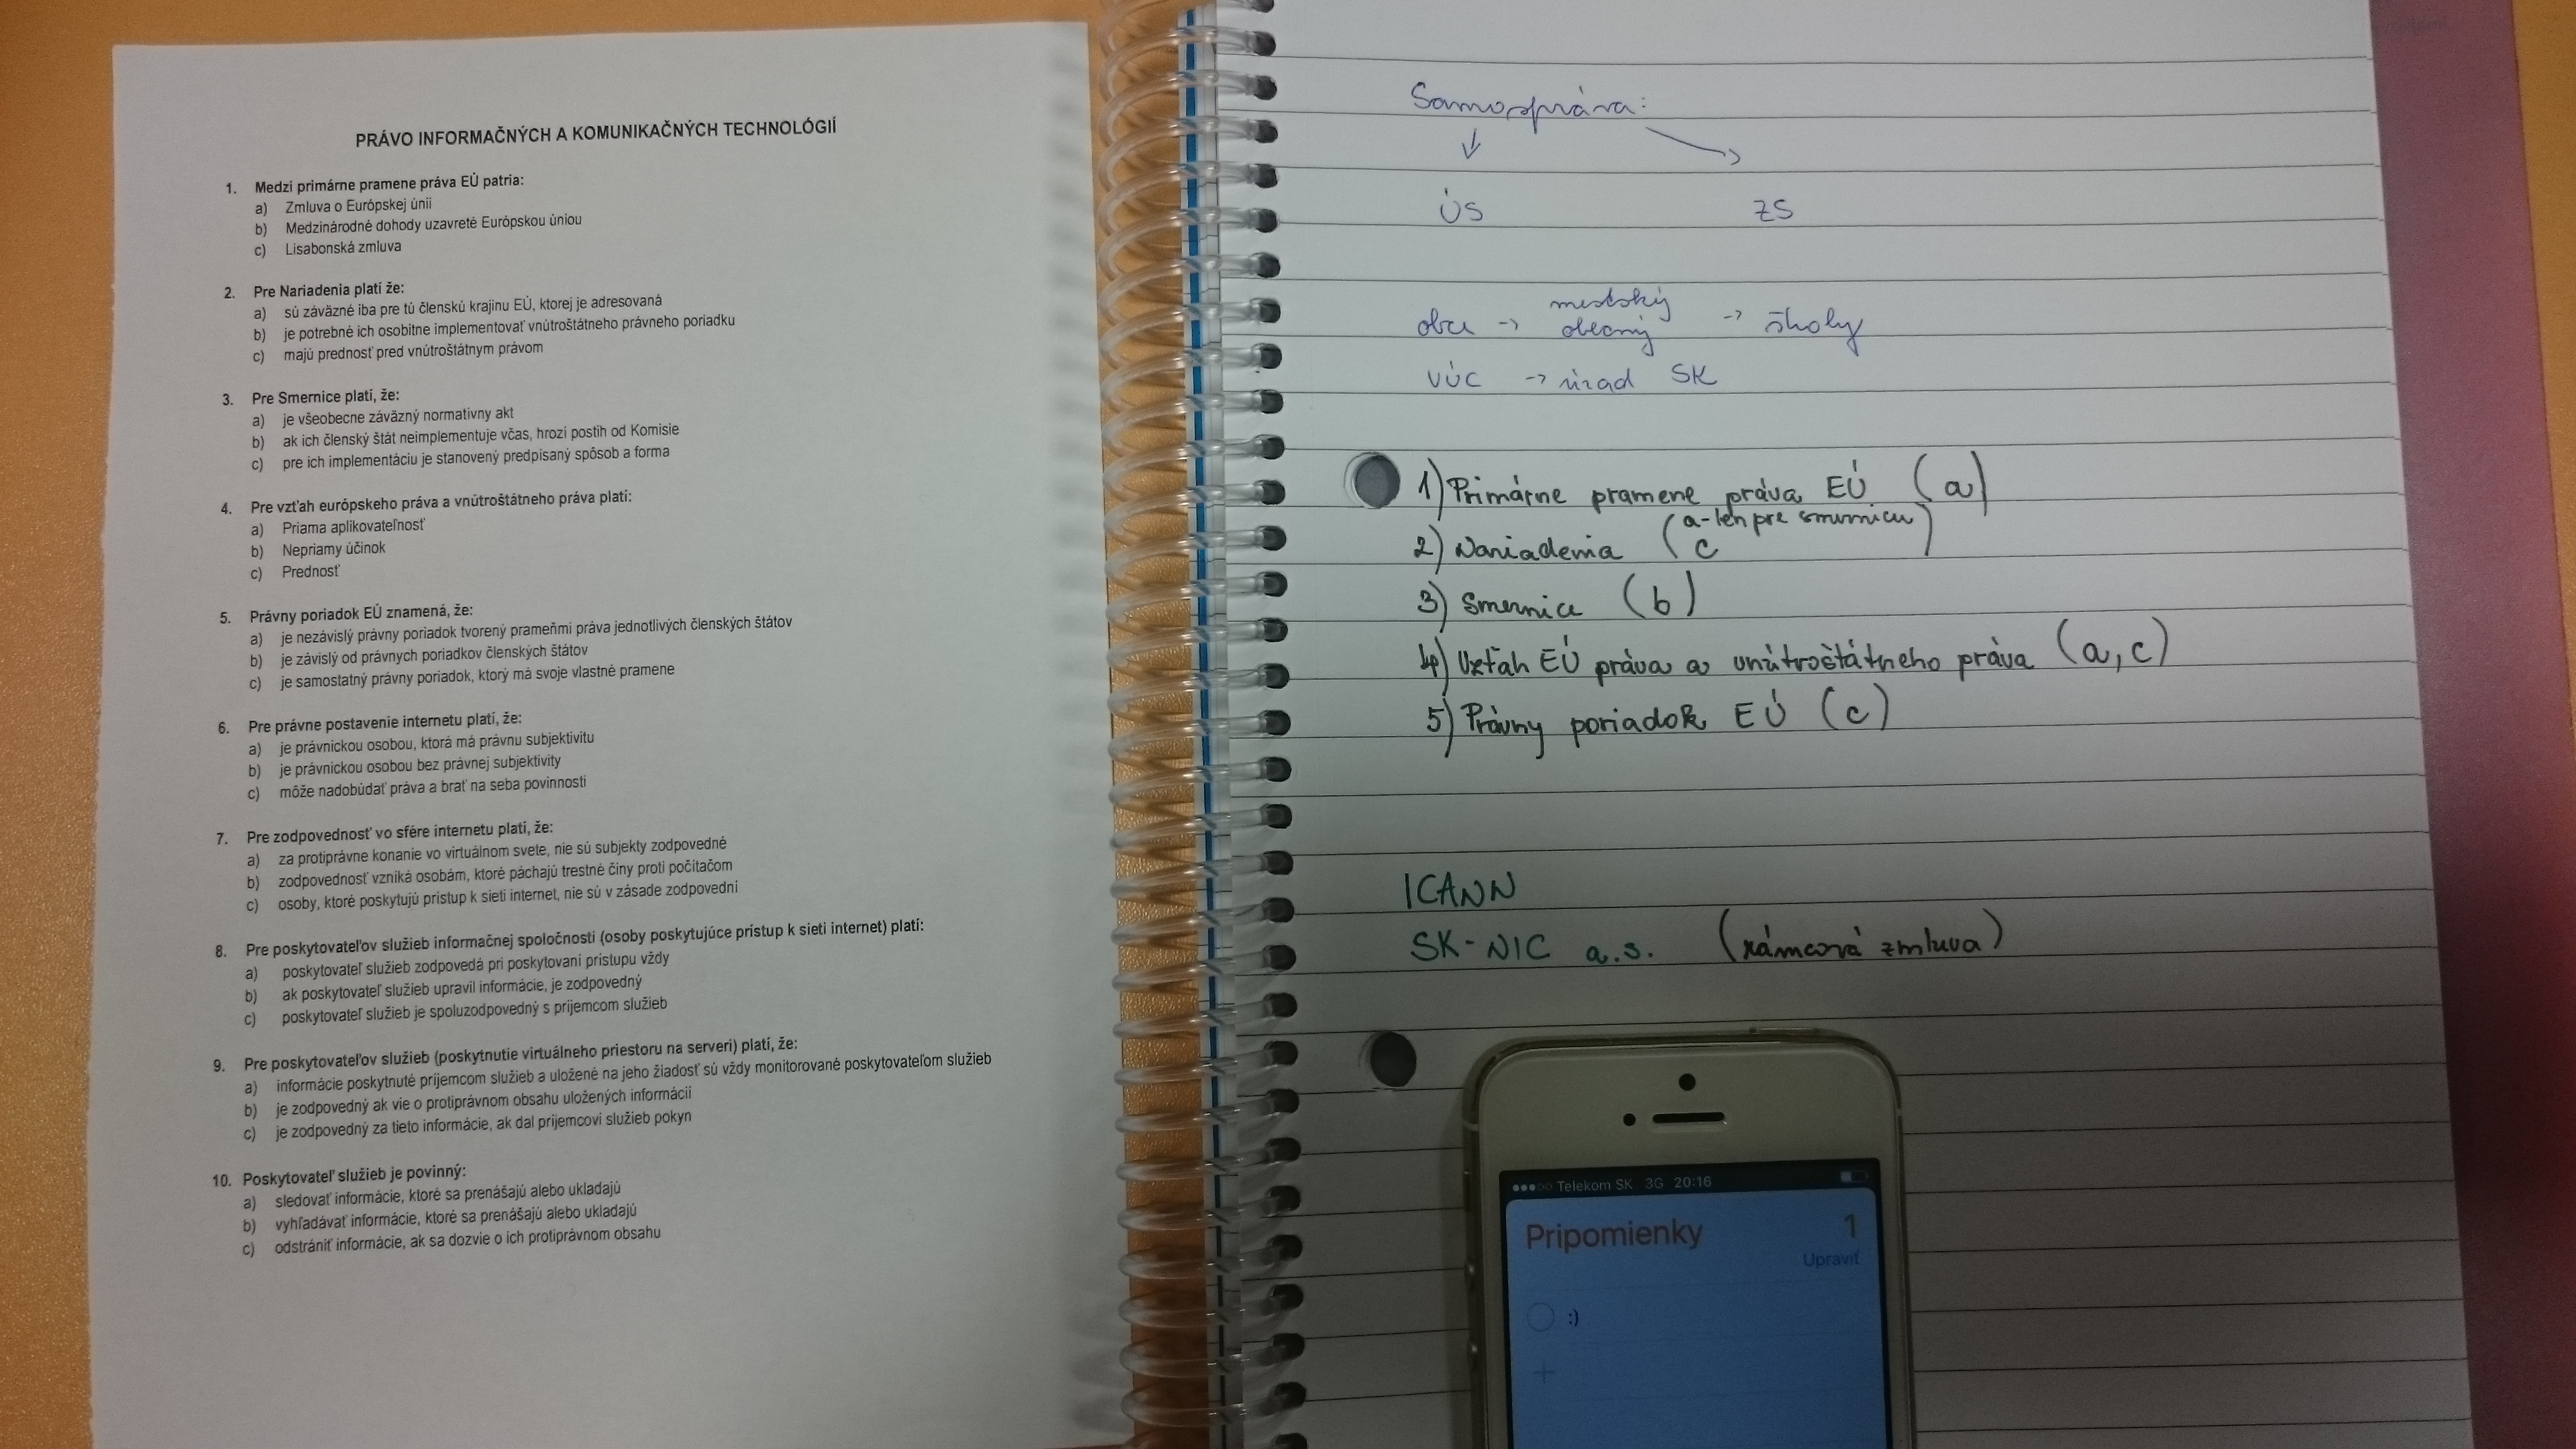 PRÁVO INFORMAČNÝCH A KOMUNIKAČNÝCH TECHNOLÓGIÍ
1. Medzi primárne pramene práva EÚ patria:
a) Zmluva o Európskej únii
b) Medzinárodné dohody uzavreté Európskou úniou
c) Lisabonská zmluva
2. Pre Nariadenia platí že:
a) sú záväzné iba pre tú členskú krajinu EÚ, ktorej je adresovaná
b) je potrebné ich osobitne implementovať vnútroštátneho právneho poriadku
c) majú prednosť pred vnútroštátnym právom
3. Pre Smernice platí, že:
a) je všeobecne záväzný normatívny akt
b) ak ich členský štát neimplementuje včas, hrozí postih od Komisie
c) pre ich implementáciu je stanovený predpísaný spôsob a forma
4. Pre vzťah európskeho práva a vnútroštátneho práva platí:
a) Priama aplikovateľnosť
b) Nepriamy účinok
c) Prednosť
5. Právny poriadok EÚ znamená, že:
a) je nezávislý právny poriadok tvorený prameňmi práva jednotlivých členských štátov
b) je závislý od právnych poriadkov členských štátov
c) je samostatný právny poriadok, ktorý má svoje vlastné pramene
6. Pre právne postavenie internetu platí, že:
a) je právnickou osobou, ktorá má právnu subjektivitu
b) je právnickou osobou bez právnej subjektivity
c) môže nadobúdať práva a brať na seba povinnosti
7. Pre zodpovednosť vo sfére internetu platí, že:
a) za protiprávne konanie vo virtuálnom svete, nie sú subjekty zodpovedné
b) zodpovednosť vzniká osobám, ktoré páchajú trestné činy proti počítačom
c) osoby, ktoré poskytujú prístup k sieti internet, nie sú v zásade zodpovední
8. Pre poskytovateľov služieb informačnej spoločnosti (osoby poskytujúce prístup k sieti internet) platí:
a) poskytovateľ služieb zodpovedá pri poskytovaní prístupu vždy
b) ak poskytovateľ služieb upravil informácie, je zodpovedný
c) poskytovateľ služieb je spoluzodpovedný s príjemcom služieb
9. Pre poskytovateľov služieb (poskytnutie virtuálneho priestoru na serveri) platí, že:
a) informácie poskytnuté príjemcom služieb a uložené na jeho žiadosť sú vždy monitorované poskytovateľom služieb
b) je zodpovedný ak vie o protiprávnom obsahu uložených informácií
c) je zodpovedný za tieto informácie, ak dal príjemcovi služieb pokyn
10. Poskytovateľ služieb je povinný:
a) sledovať informácie, ktoré sa prenášajú alebo ukladajú
b) vyhľadávať informácie, ktoré sa prenášajú alebo ukladajú
c) odstrániť informácie, ak sa dozvie o ich protiprávnom obsahu
Samospráva:
ÚS ZS
mestský
obce -> obecný -> školy
VÚC -> úrad SK
1) Primárne pramene práva EÚ (a)
a-len pre smernicu
2) Nariadenia (c)
3) Smernice (b)
4) Vzťah EÚ práva a vnútroštátneho práva (a, c)
5) Právny poriadok EÚ (c)
ICANN
SK-NIC a.s. (rámcová zmluva)
Telekom SK 3G 20:16
Pripomienky 1
Upraviť
:)